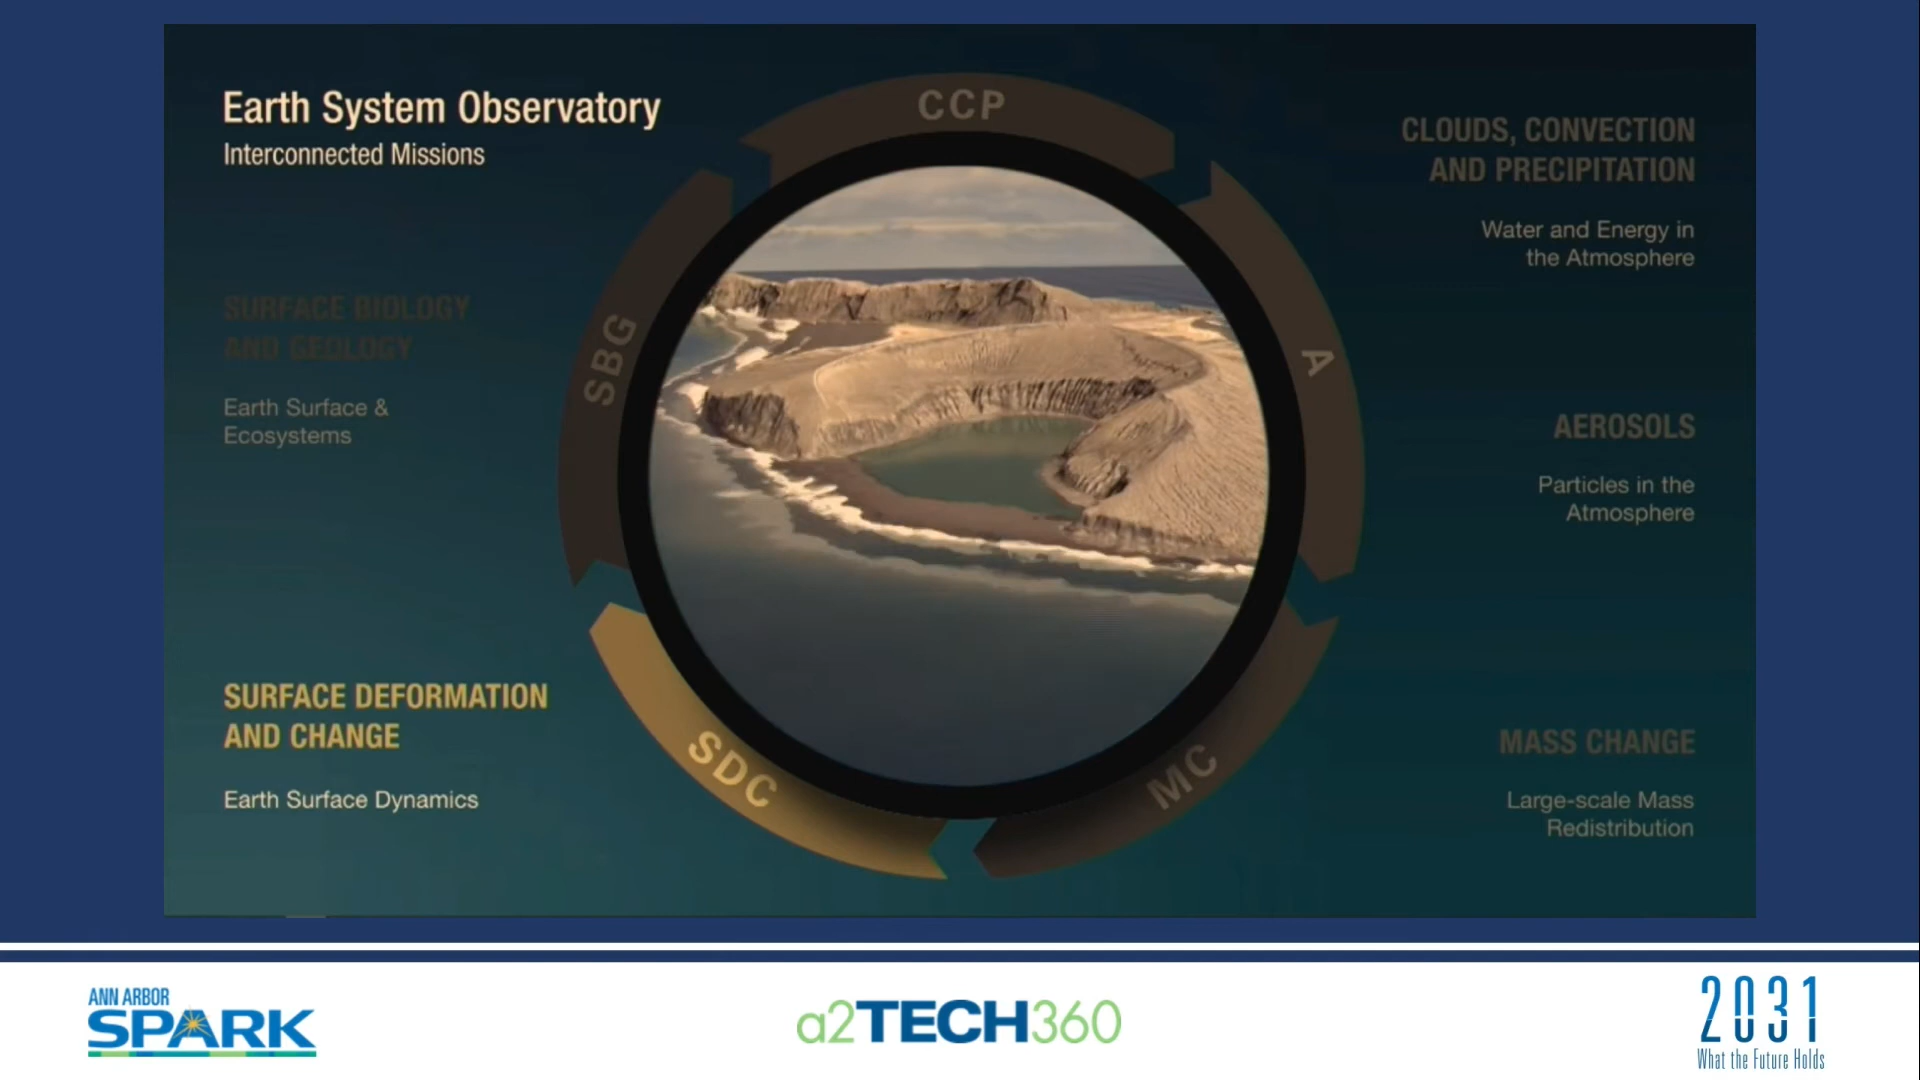 Earth System Observatory
Interconnected Missions
CCP
CLOUDS, CONVECTION
AND PRECIPITATION
Water and Energy in
the Atmosphere
SURFACE BIOLOGY
AND GEOLOGY
Earth Surface &
Ecosystems
SBG
A
AEROSOLS
Particles in the
Atmosphere
SURFACE DEFORMATION
AND CHANGE
Earth Surface Dynamics
SDC
MC
MASS CHANGE
Large-scale Mass
Redistribution
ANN ARBOR
SPARK
a2TECH360
2031
What the Future Holds